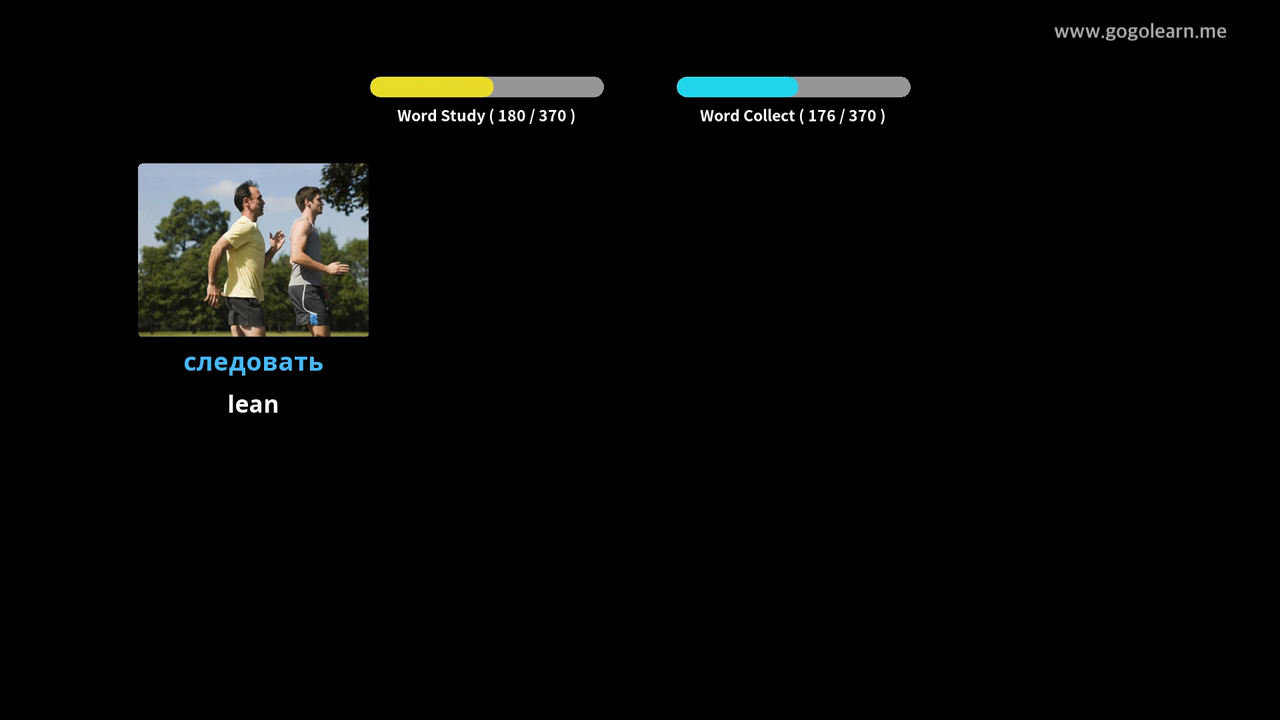 www.gogolearn.me
Word Study ( 180 / 370 )
Word Collect ( 176 / 370 )
следовать
lean